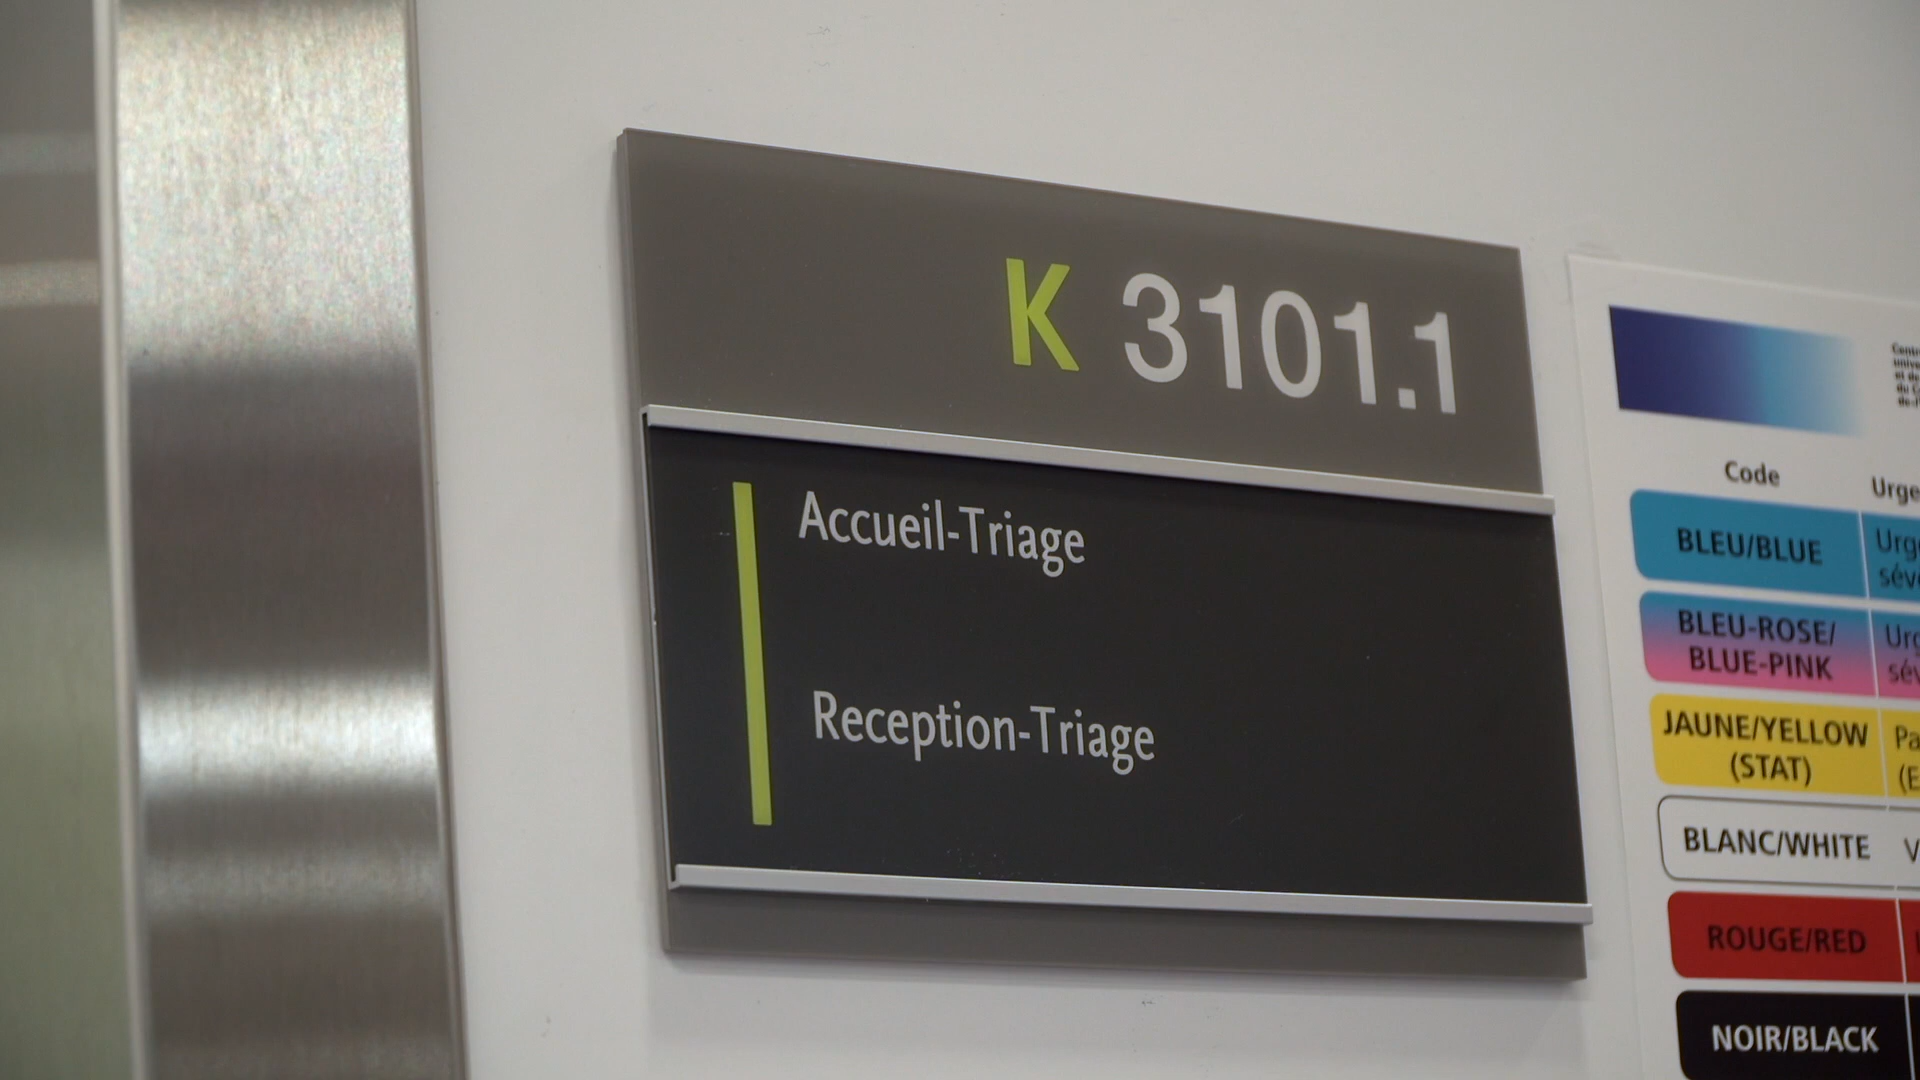 K 3101.1
Accueil-Triage
Reception-Triage
Code
BLEU/BLUE
BLEU-ROSE/
BLUE-PINK
JAUNE/YELLOW
(STAT)
BLANC/WHITE
ROUGE/RED
NOIR/BLACK